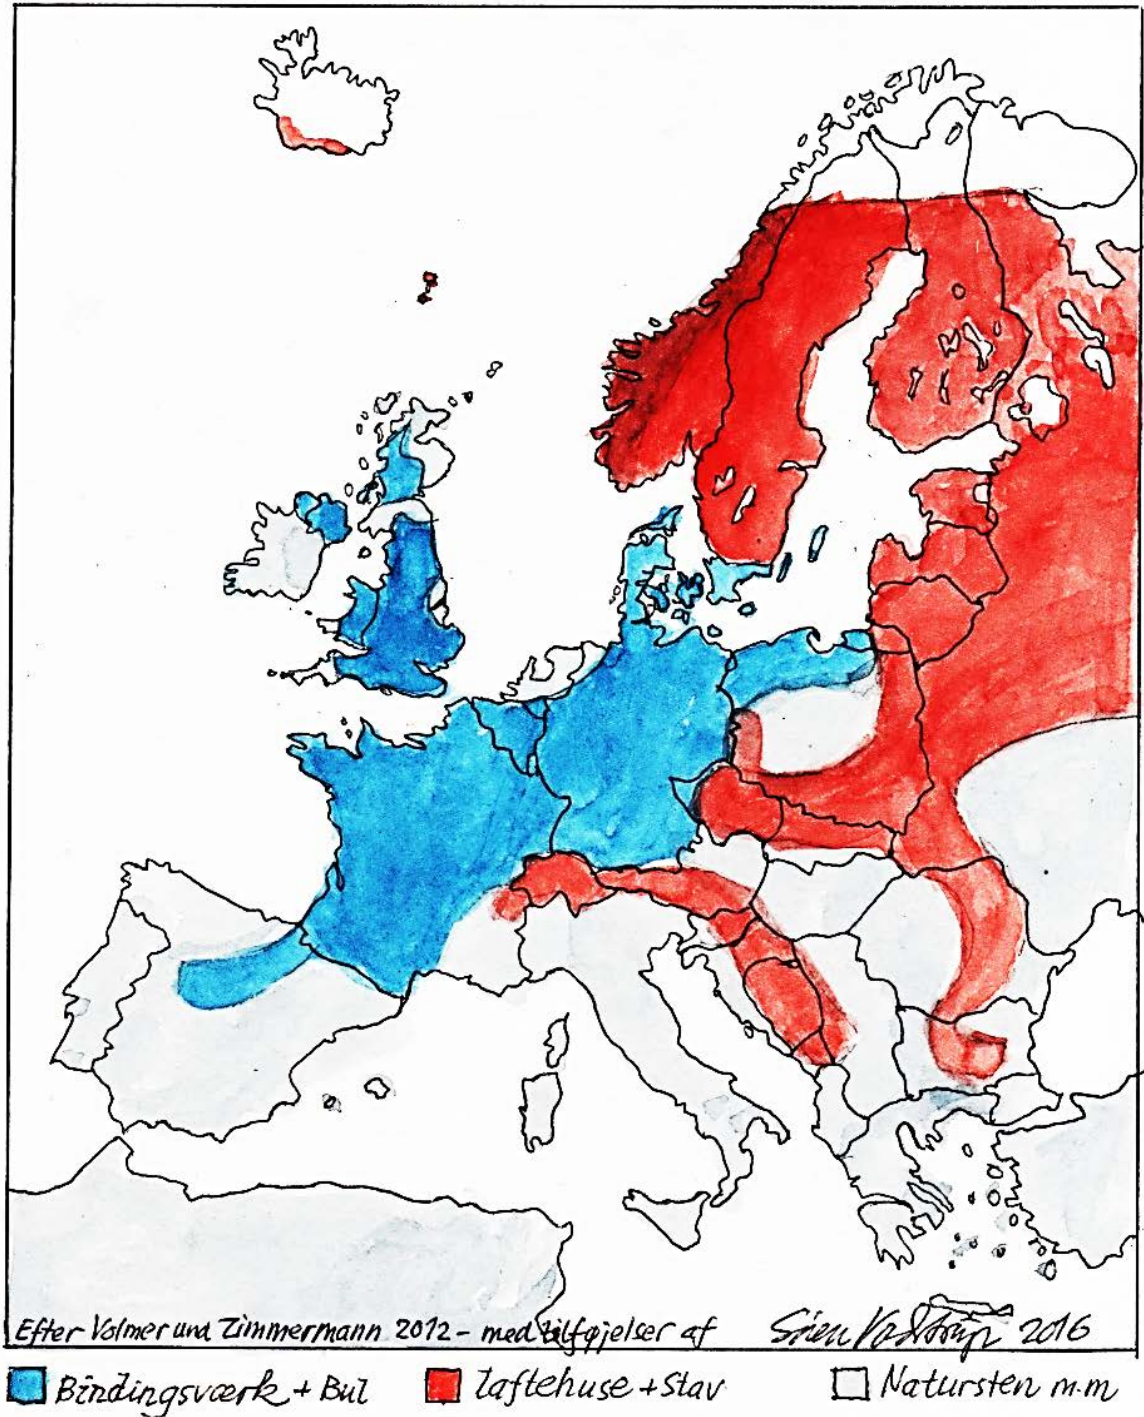 Efter Volmer und Zimmermann 2012 - med tilføjelser af Søren Vadstrup 2016
Bindingsværk + Bul
Laftehuse + Stav
Natursten m.m